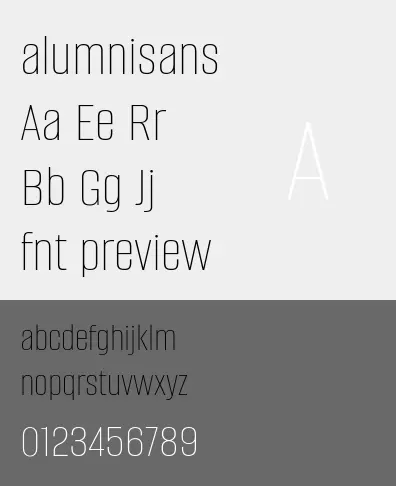 alumnisans
Aa Ee Rr
A
Bb Gg Jj
fnt preview
abcdefghijklm
nopqrstuvwxyz
0123456789